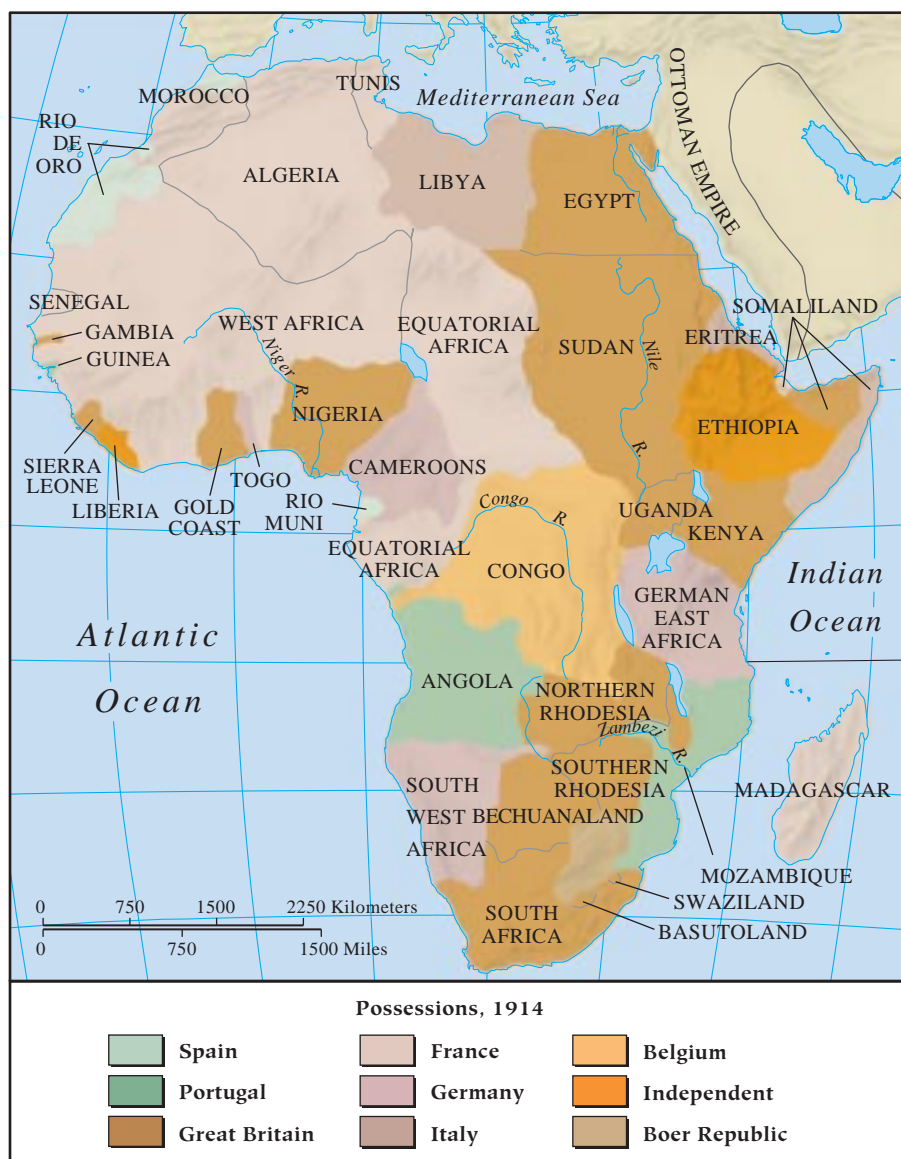 MOROCCO
TUNIS
Mediterranean Sea
OTTOMAN EMPIRE
RIO
DE
ORO
ALGERIA
LIBYA
EGYPT
SENEGAL
GAMBIA
GUINEA
WEST AFRICA
Niger R.
EQUATORIAL
AFRICA
SUDAN
Nile
R.
ERITREA
SOMALILAND
NIGERIA
ETHIOPIA
SIERRA
LEONE
LIBERIA
GOLD
COAST
TOGO
CAMEROONS
RIO
MUNI
EQUATORIAL
AFRICA
Congo
R.
CONGO
UGANDA
KENYA
GERMAN
EAST
AFRICA
Indian
Ocean
Atlantic
Ocean
ANGOLA
NORTHERN
RHODESIA
Zambezi
R.
SOUTHERN
RHODESIA
MADAGASCAR
SOUTH
WEST
AFRICA
BECHUANALAND
MOZAMBIQUE
SWAZILAND
BASUTOLAND
SOUTH
AFRICA
0 750 1500 2250 Kilometers
0 750 1500 Miles
Possessions, 1914
Spain
Portugal
Great Britain
France
Germany
Italy
Belgium
Independent
Boer Republic